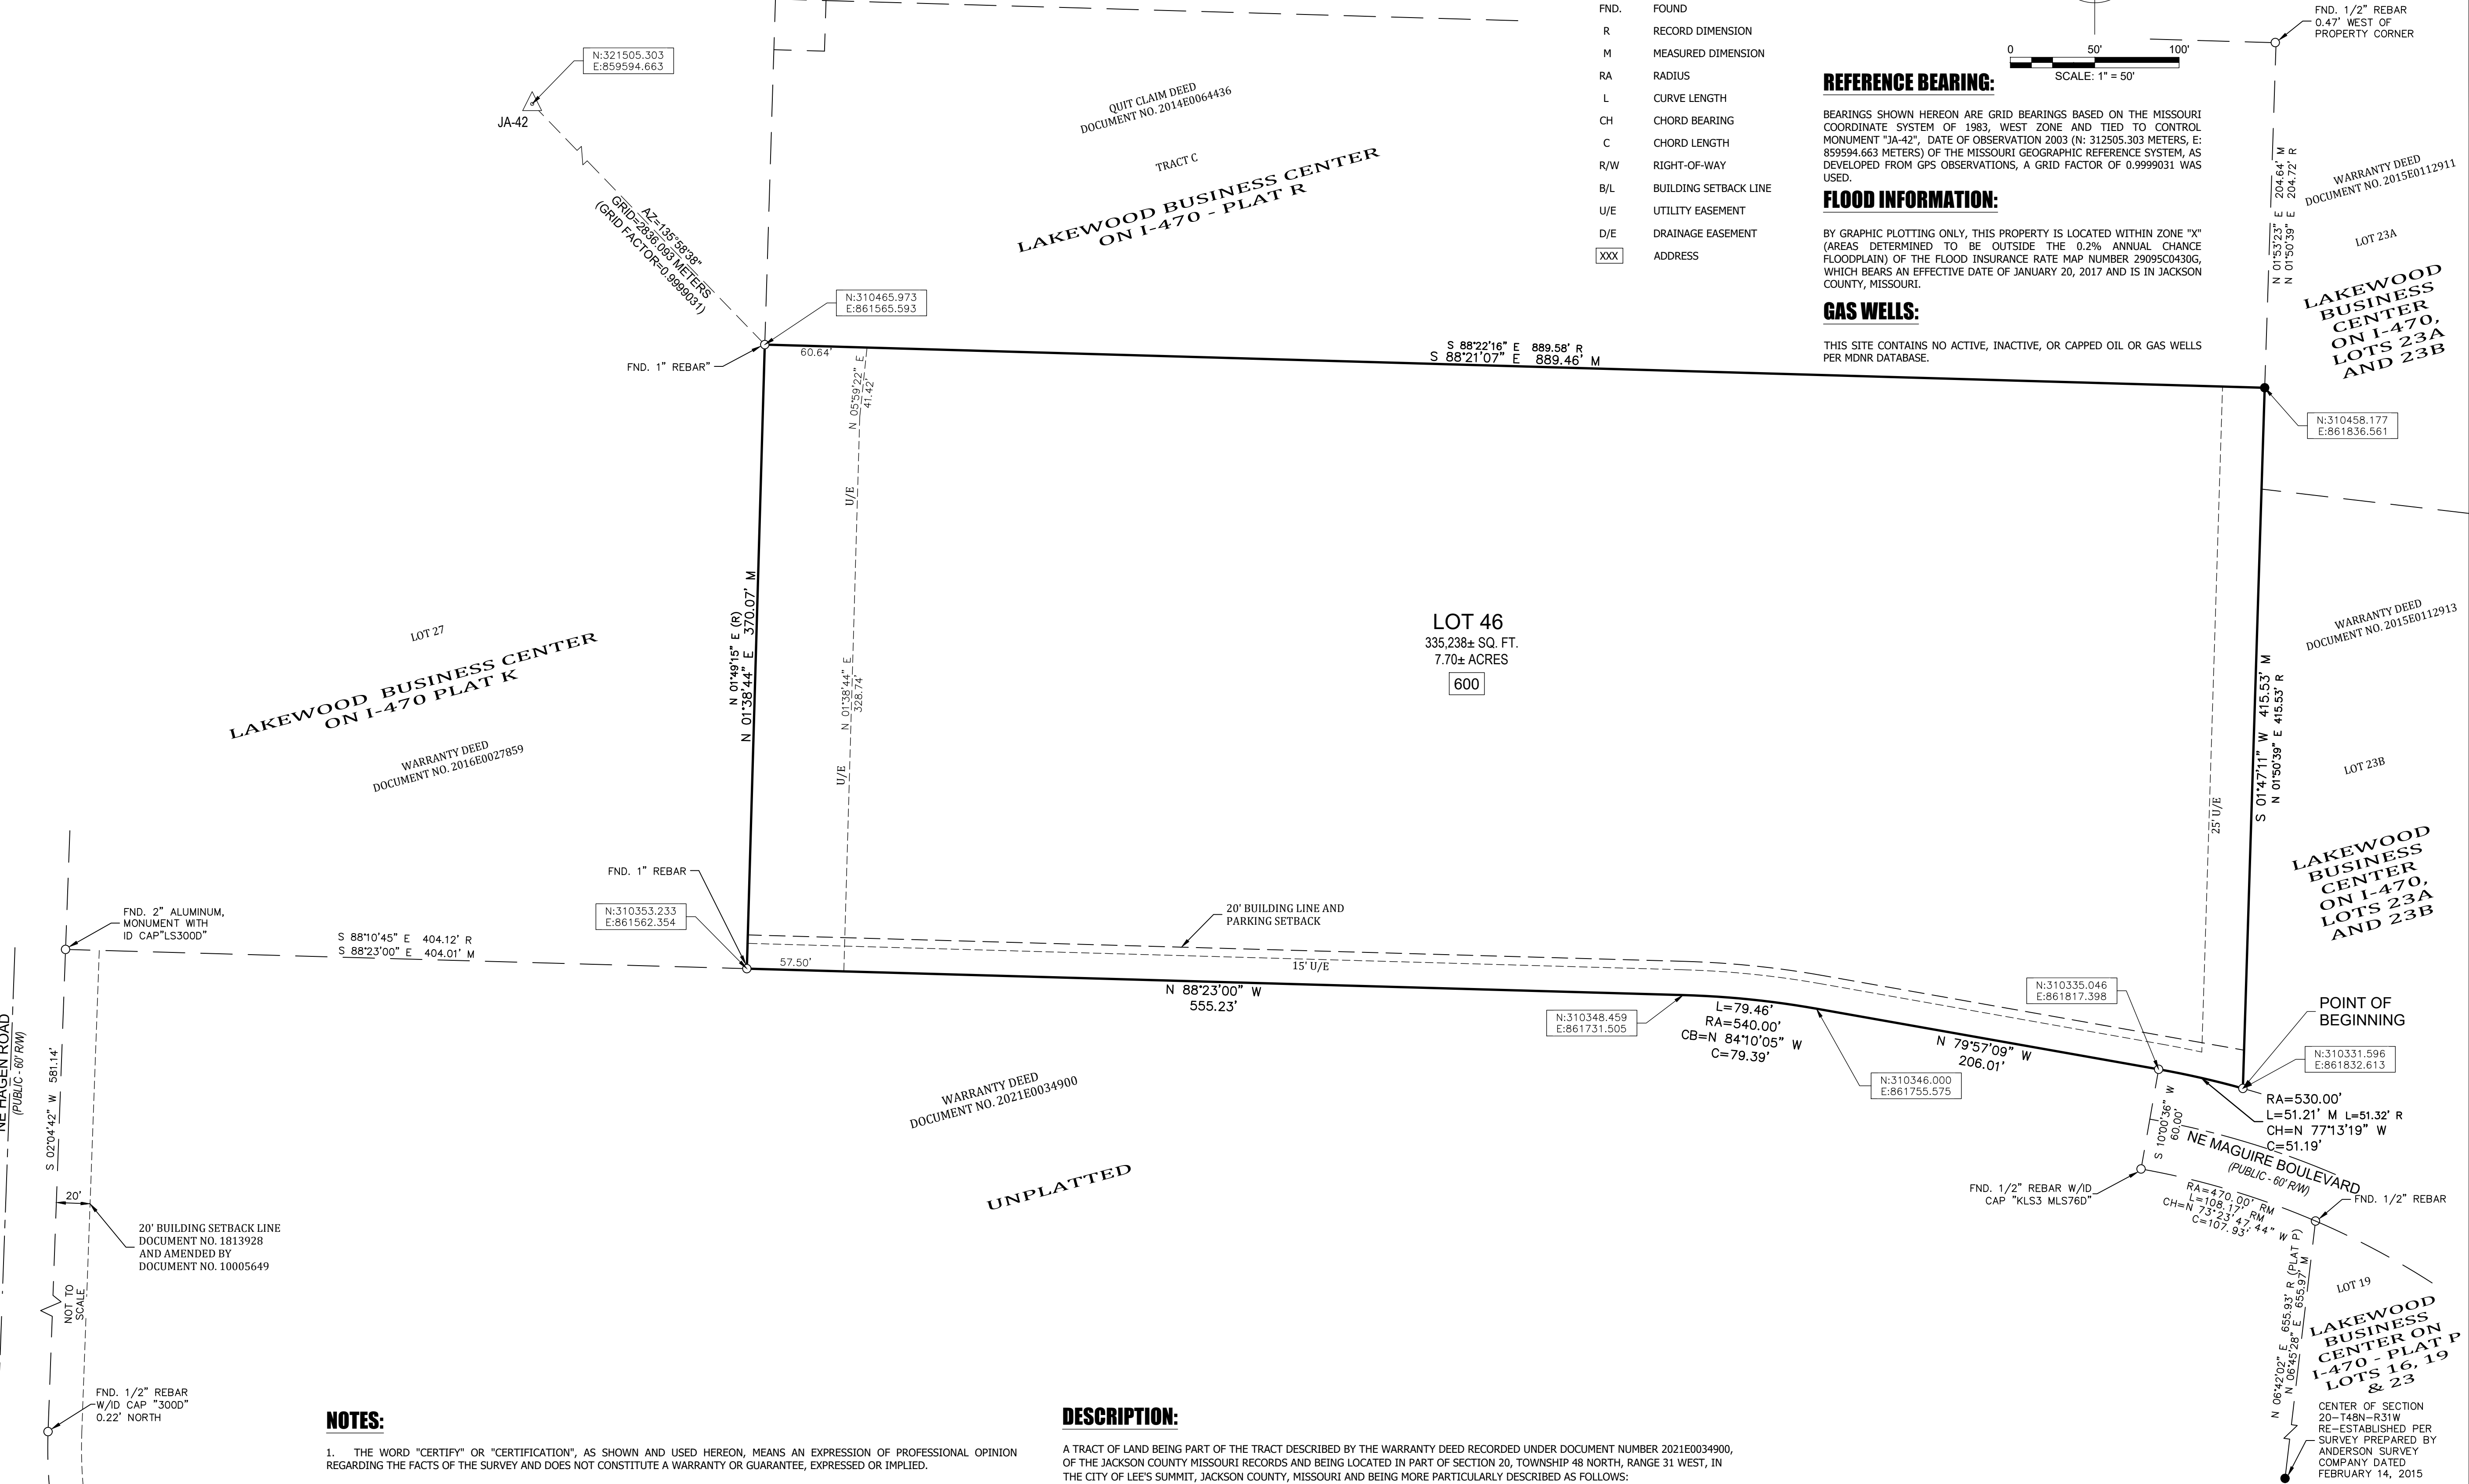 FND. FOUND
R RECORD DIMENSION
M MEASURED DIMENSION
RA RADIUS
L CURVE LENGTH
CH CHORD BEARING
C CHORD LENGTH
R/W RIGHT-OF-WAY
B/L BUILDING SETBACK LINE
U/E UTILITY EASEMENT
D/E DRAINAGE EASEMENT
XXX ADDRESS
0 50' 100'
SCALE: 1" = 50'
REFERENCE BEARING:
BEARINGS SHOWN HEREON ARE GRID BEARINGS BASED ON THE MISSOURI
COORDINATE SYSTEM OF 1983, WEST ZONE AND TIED TO CONTROL
MONUMENT "JA-42", DATE OF OBSERVATION 2003 (N: 312505.303 METERS, E:
859594.663 METERS) OF THE MISSOURI GEOGRAPHIC REFERENCE SYSTEM, AS
DEVELOPED FROM GPS OBSERVATIONS, A GRID FACTOR OF 0.9999031 WAS
USED.
FLOOD INFORMATION:
BY GRAPHIC PLOTTING ONLY, THIS PROPERTY IS LOCATED WITHIN ZONE "X"
(AREAS DETERMINED TO BE OUTSIDE THE 0.2% ANNUAL CHANCE
FLOODPLAIN) OF THE FLOOD INSURANCE RATE MAP NUMBER 29095C0430G,
WHICH BEARS AN EFFECTIVE DATE OF JANUARY 20, 2017 AND IS IN JACKSON
COUNTY, MISSOURI.
GAS WELLS:
THIS SITE CONTAINS NO ACTIVE, INACTIVE, OR CAPPED OIL OR GAS WELLS
PER MDNR DATABASE.
FND. 1/2" REBAR
0.47' WEST OF
PROPERTY CORNER
N 01°53'23" E 204.64' M
N 01°50'39" E 204.72' R
WARRANTY DEED
DOCUMENT NO. 2015E0112911
LOT 23A
LAKEWOOD
BUSINESS
CENTER
ON I-470,
LOTS 23A
AND 23B
N:321505.303
E:859594.663
JA-42
AZ=135°58'38"
GRID=2836.093 METERS
(GRID FACTOR=0.9999031)
QUIT CLAIM DEED
DOCUMENT NO. 2014E0064436
TRACT C
LAKEWOOD BUSINESS CENTER
ON I-470 - PLAT R
N:310465.973
E:861565.593
FND. 1" REBAR"
60.64'
N 05°59'22" E
41.42'
S 88°22'16" E 889.58' R
S 88°21'07" E 889.46' M
N:310458.177
E:861836.561
U/E
LOT 46
335,238± SQ. FT.
7.70± ACRES
600
N 01°49'15" E (R)
N 01°38'44" E 370.07' M
N 01°38'44" E
328.74'
U/E
25' U/E
S 01°47'11" W 415.53' M
N 01°50'39" E 415.53' R
WARRANTY DEED
DOCUMENT NO. 2015E0112913
LOT 23B
LAKEWOOD
BUSINESS
CENTER
ON I-470,
LOTS 23A
AND 23B
LOT 27
LAKEWOOD BUSINESS CENTER
ON I-470 PLAT K
WARRANTY DEED
DOCUMENT NO. 2016E0027859
FND. 1" REBAR
N:310353.233
E:861562.354
FND. 2" ALUMINUM,
MONUMENT WITH
ID CAP"LS300D"
S 88°10'45" E 404.12' R
S 88°23'00" E 404.01' M
57.50'
20' BUILDING LINE AND
PARKING SETBACK
15' U/E
N 88°23'00" W
555.23'
N:310348.459
E:861731.505
L=79.46'
RA=540.00'
CB=N 84°10'05" W
C=79.39'
N:310346.000
E:861755.575
N 79°57'09" W
206.01'
N:310335.046
E:861817.398
POINT OF
BEGINNING
N:310331.596
E:861832.613
RA=530.00'
L=51.21' M L=51.32' R
CH=N 77°13'19" W
C=51.19'
S 10°00'36" W
60.00'
NE MAGUIRE BOULEVARD
(PUBLIC - 60' R/W)
FND. 1/2" REBAR W/ID
CAP "KLS3 MLS76D"
RA=470.00' RM
L=108.17' RM
CH=N 73°23'47.44" W
C=107.93'
FND. 1/2" REBAR
N 06°42'02" E 655.93' R (PLAT P)
N 06°45'28" E 655.97' M
LOT 19
LAKEWOOD
BUSINESS
CENTER ON
I-470 - PLAT P
LOTS 16, 19
& 23
CENTER OF SECTION
20-T48N-R31W
RE-ESTABLISHED PER
SURVEY PREPARED BY
ANDERSON SURVEY
COMPANY DATED
FEBRUARY 14, 2015
WARRANTY DEED
DOCUMENT NO. 2021E0034900
UNPLATTED
NE HAGEN ROAD
(PUBLIC - 60' R/W)
S 02°04'42" W 581.14'
20'
20' BUILDING SETBACK LINE
DOCUMENT NO. 1813928
AND AMENDED BY
DOCUMENT NO. 10005649
NOT TO
SCALE
FND. 1/2" REBAR
W/ID CAP "300D"
0.22' NORTH
NOTES:
1. THE WORD "CERTIFY" OR "CERTIFICATION", AS SHOWN AND USED HEREON, MEANS AN EXPRESSION OF PROFESSIONAL OPINION
REGARDING THE FACTS OF THE SURVEY AND DOES NOT CONSTITUTE A WARRANTY OR GUARANTEE, EXPRESSED OR IMPLIED.
DESCRIPTION:
A TRACT OF LAND BEING PART OF THE TRACT DESCRIBED BY THE WARRANTY DEED RECORDED UNDER DOCUMENT NUMBER 2021E0034900,
OF THE JACKSON COUNTY MISSOURI RECORDS AND BEING LOCATED IN PART OF SECTION 20, TOWNSHIP 48 NORTH, RANGE 31 WEST, IN
THE CITY OF LEE'S SUMMIT, JACKSON COUNTY, MISSOURI AND BEING MORE PARTICULARLY DESCRIBED AS FOLLOWS: